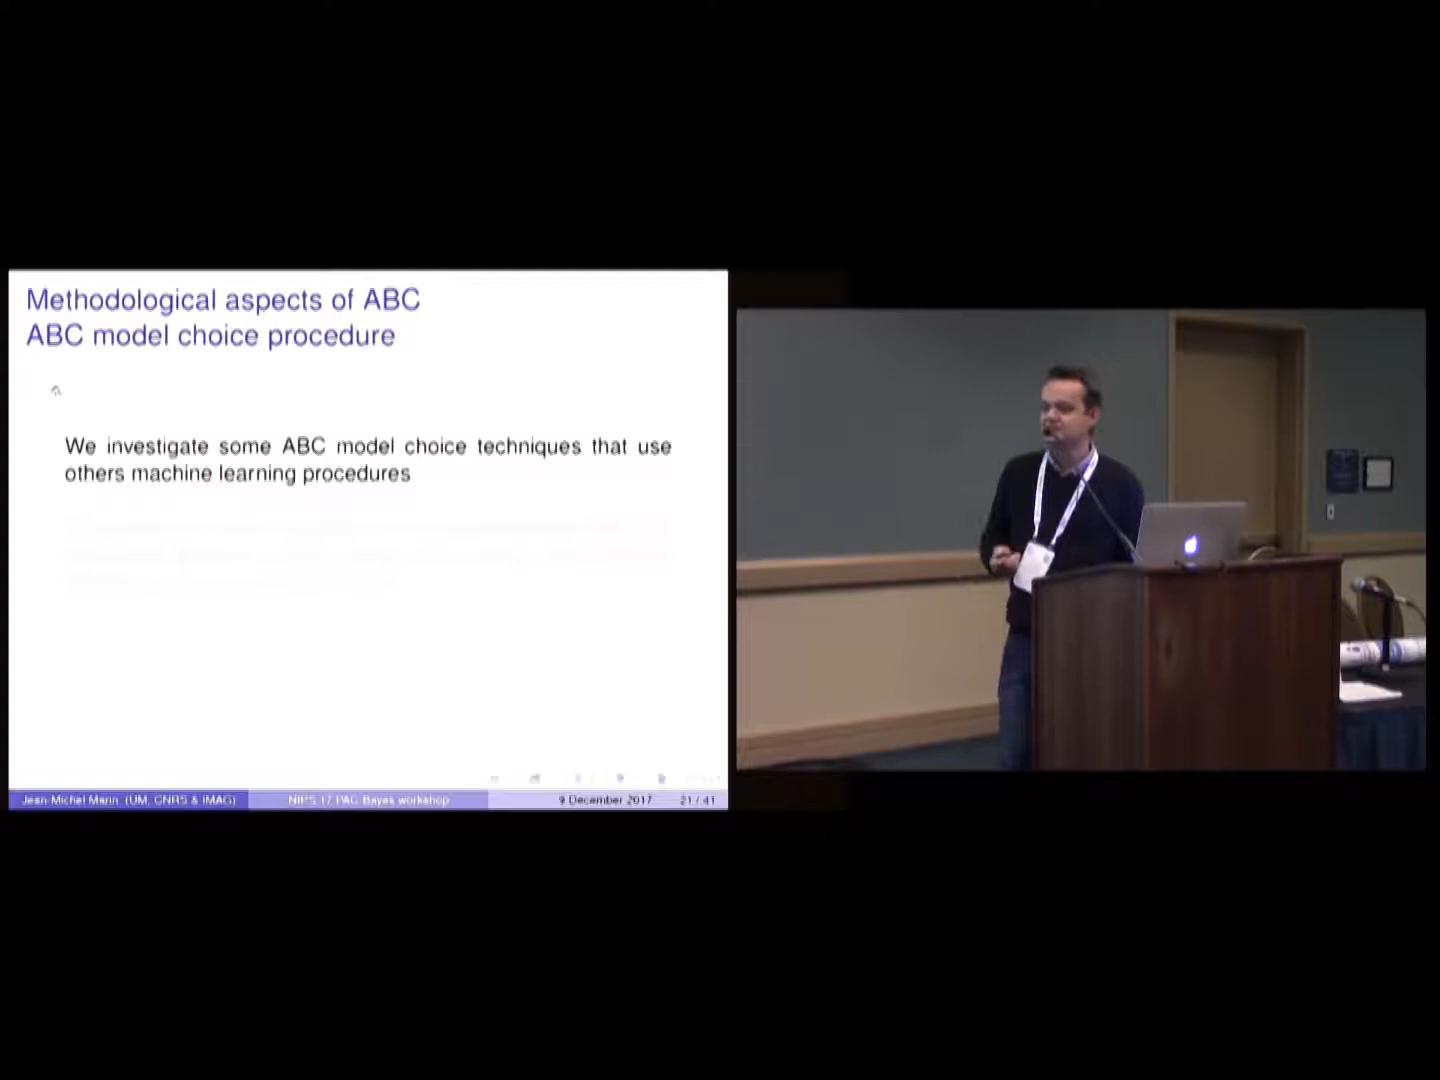 Methodological aspects of ABC
ABC model choice procedure
We investigate some ABC model choice techniques that use
others machine learning procedures
Jean-Michel Marin (UM, CNRS & IMAG)
NIPS 17 PAC-Bayes workshop
9 December 2017
21 / 41